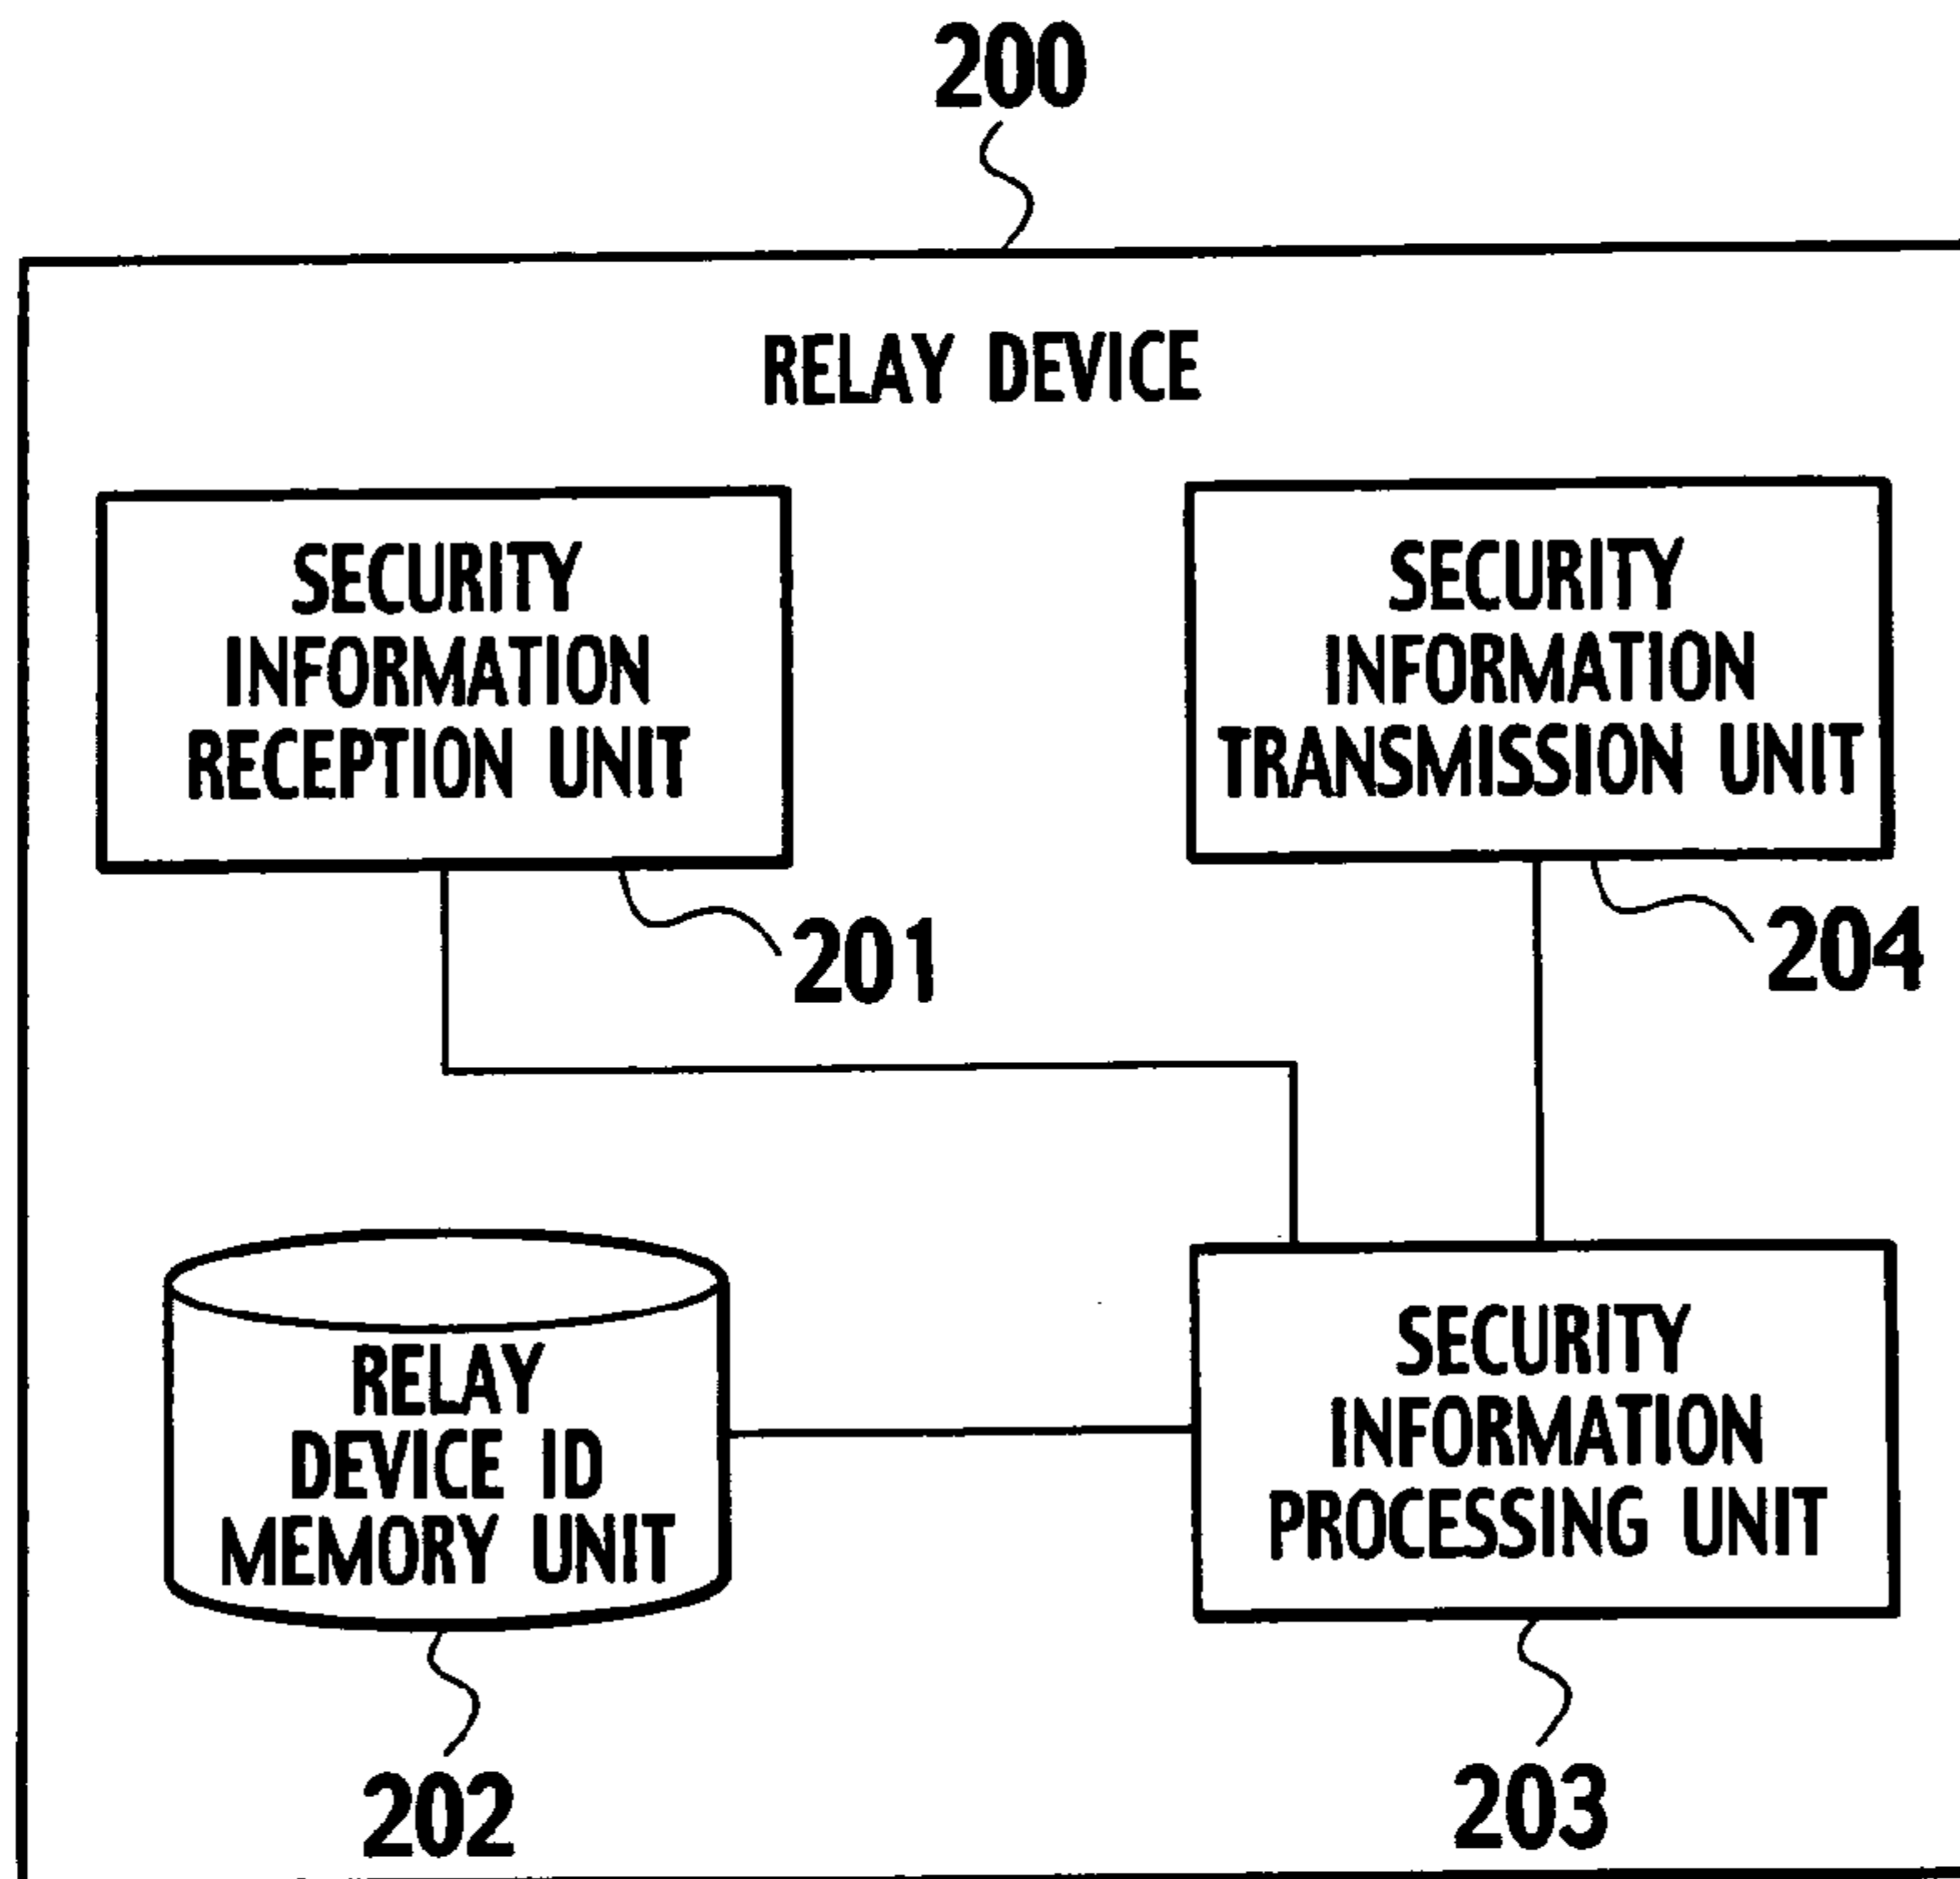 200
RELAY DEVICE
SECURITY
INFORMATION
RECEPTION UNIT
201
SECURITY
INFORMATION
TRANSMISSION UNIT
204
RELAY
DEVICE ID
MEMORY UNIT
202
SECURITY
INFORMATION
PROCESSING UNIT
203